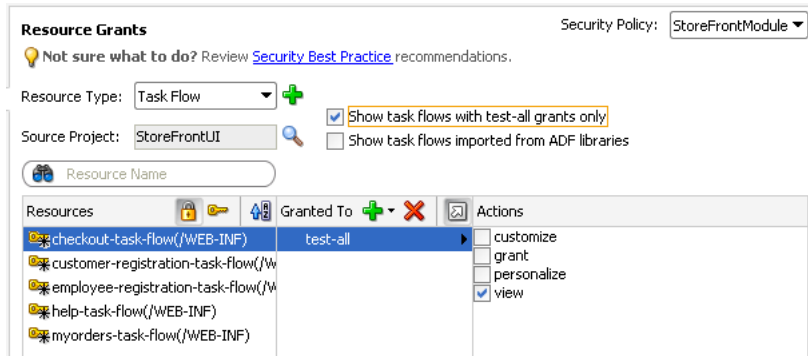 Resource Grants
Security Policy: StoreFrontModule
Not sure what to do? Review Security Best Practice recommendations.
Resource Type: Task Flow
Show task flows with test-all grants only
Source Project: StoreFrontUI
Show task flows imported from ADF libraries
Resource Name
Resources Granted To Actions
checkout-task-flow(/WEB-INF) test-all customize
grant
customer-registration-task-flow(/W
personalize
employee-registration-task-flow(/W
view
help-task-flow(/WEB-INF)
myorders-task-flow(/WEB-INF)